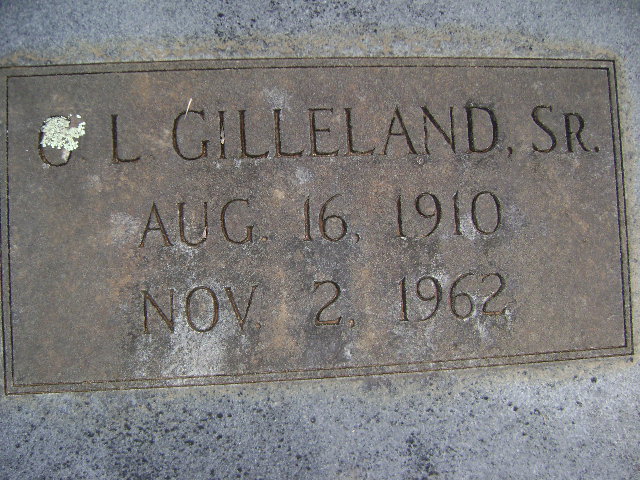 L. GILLELAND, SR.
AUG. 16, 1910
NOV. 2, 1962